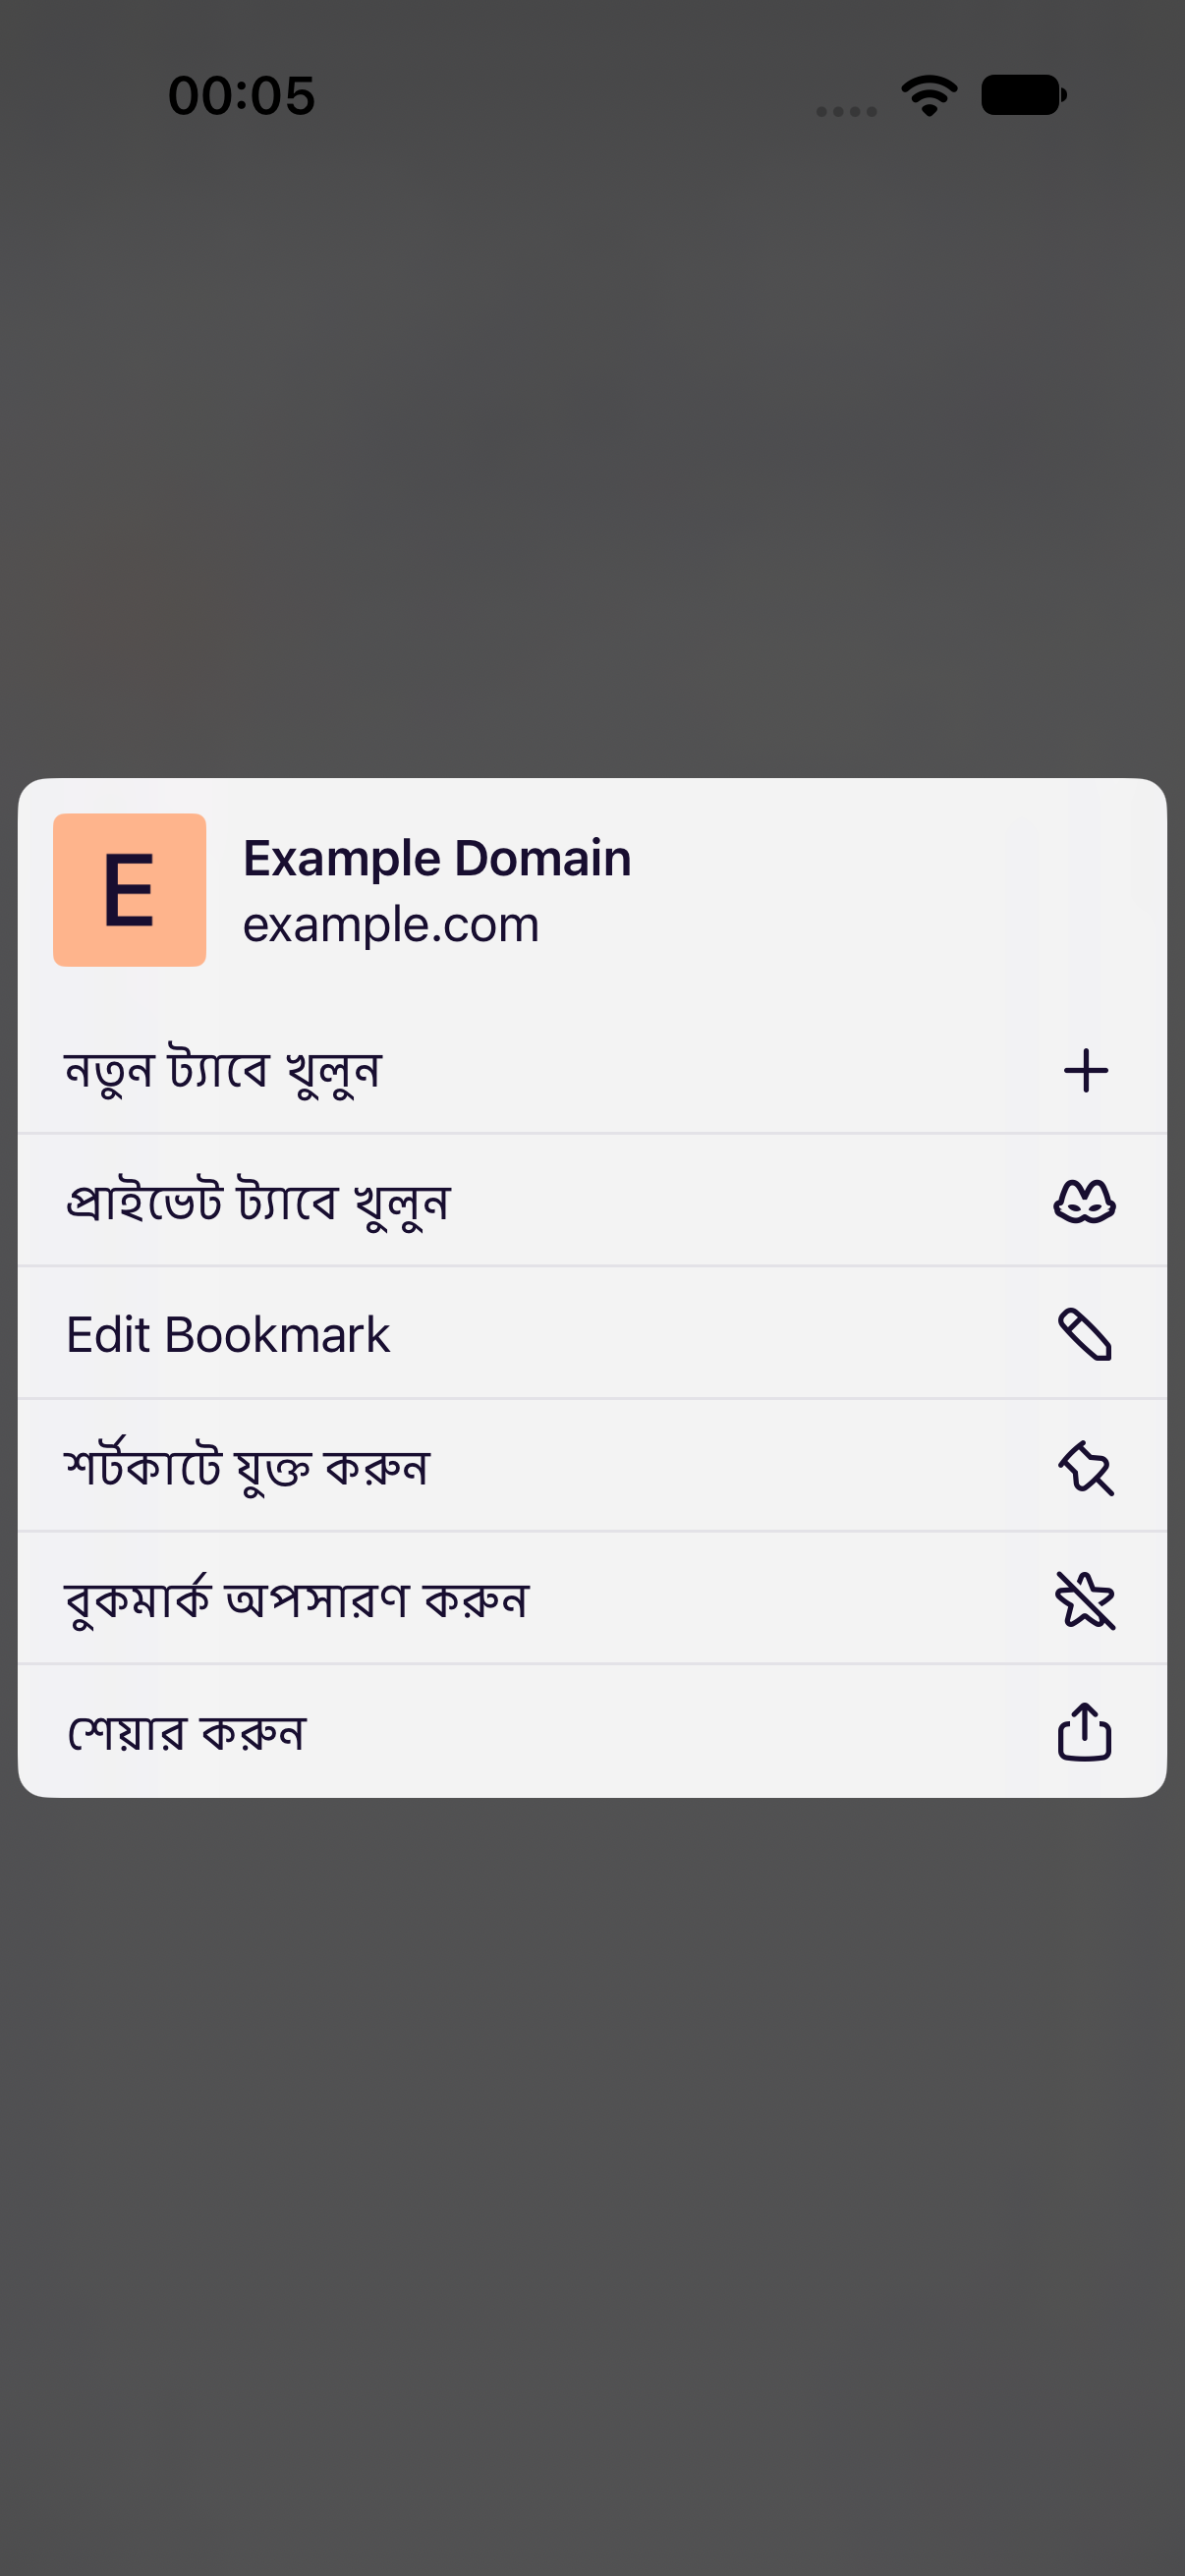 00:05
E
Example Domain
example.com
নতুন ট্যাবে খুলুন
প্রাইভেট ট্যাবে খুলুন
Edit Bookmark
শর্টকাটে যুক্ত করুন
বুকমার্ক অপসারণ করুন
শেয়ার করুন